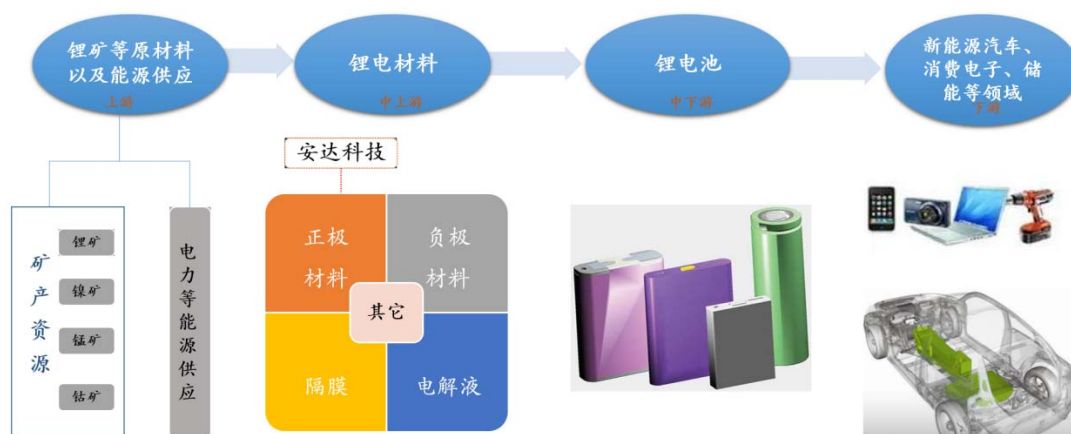 锂矿等原材料
以及能源供应
上游
锂电材料
中上游
锂电池
中下游
新能源汽车、
消费电子、储
能等领域
下游
安达科技
矿产资源
锂矿
镍矿
锰矿
钴矿
电力等能源供应
正极
材料
负极
材料
其它
隔膜
电解液